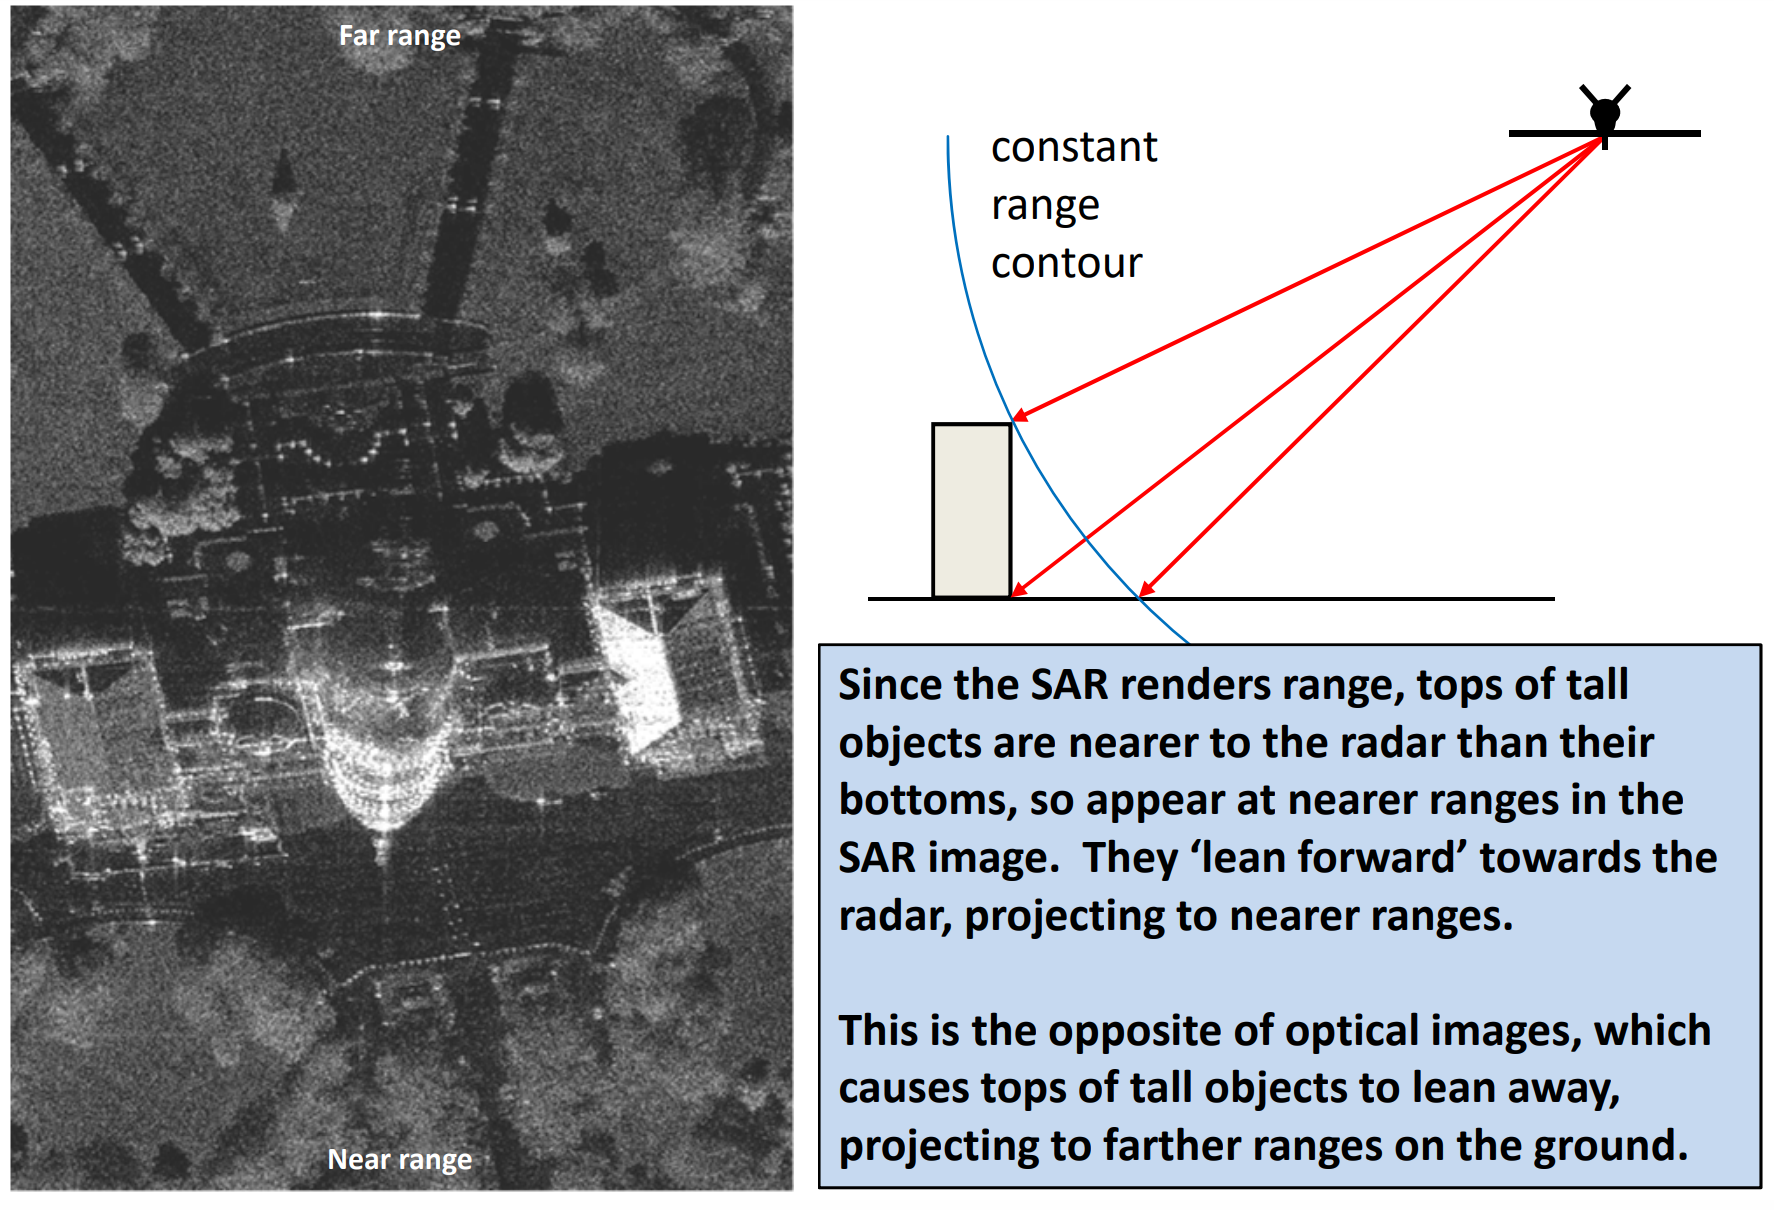 Far range
Near range
constant
range
contour
Since the SAR renders range, tops of tall
objects are nearer to the radar than their
bottoms, so appear at nearer ranges in the
SAR image.  They ‘lean forward’ towards the
radar, projecting to nearer ranges.
This is the opposite of optical images, which
causes tops of tall objects to lean away,
projecting to farther ranges on the ground.